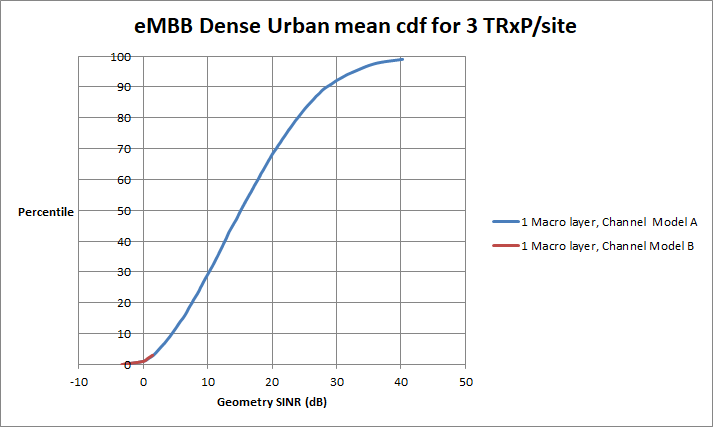 eMBB Dense Urban mean cdf for 3 TRxP/site
100
90
80
70
60
50
40
30
20
10
0
Percentile
-10 0 10 20 30 40 50
Geometry SINR (dB)
1 Macro layer, Channel Model A
1 Macro layer, Channel Model B